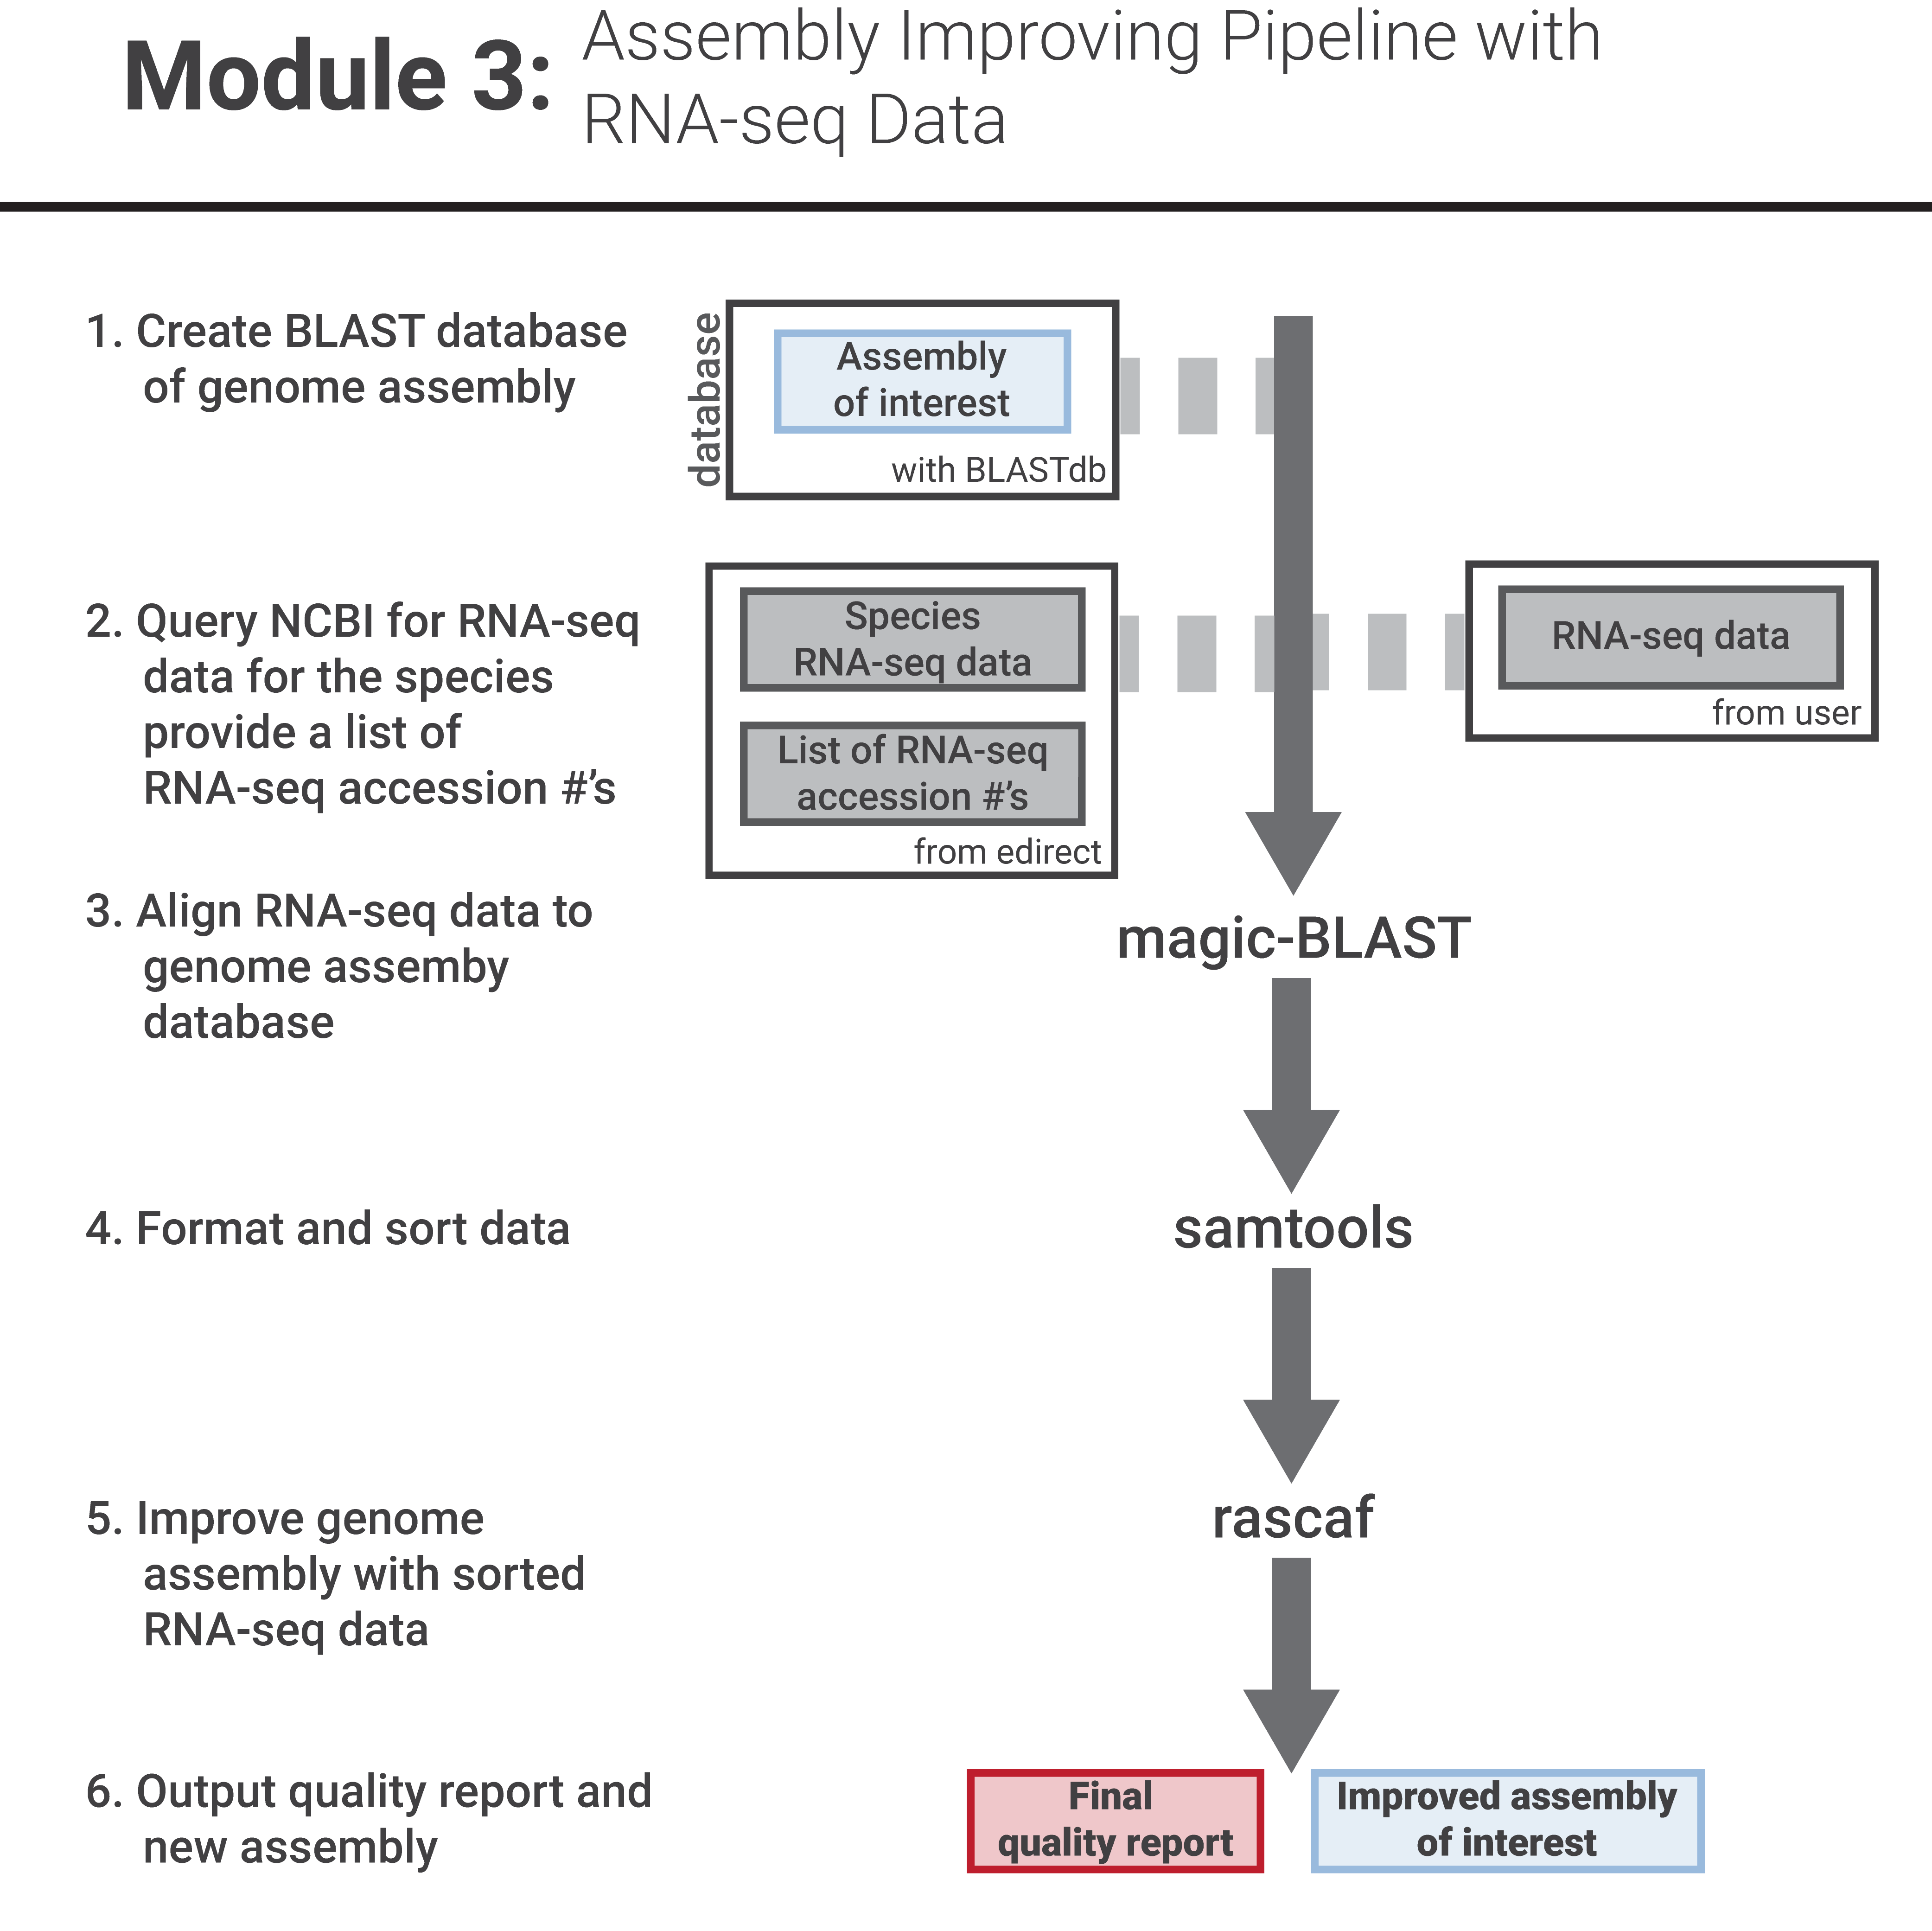 Module 3:
Assembly Improving Pipeline with
RNA-seq Data
1. Create BLAST database
of genome assembly
database
Assembly
of interest
with BLASTdb
2. Query NCBI for RNA-seq
data for the species
provide a list of
RNA-seq accession #’s
Species
RNA-seq data
List of RNA-seq
accession #’s
from edirect
RNA-seq data
from user
3. Align RNA-seq data to
genome assemby
database
magic-BLAST
4. Format and sort data
samtools
5. Improve genome
assembly with sorted
RNA-seq data
rascaf
6. Output quality report and
new assembly
Final
quality report
Improved assembly
of interest